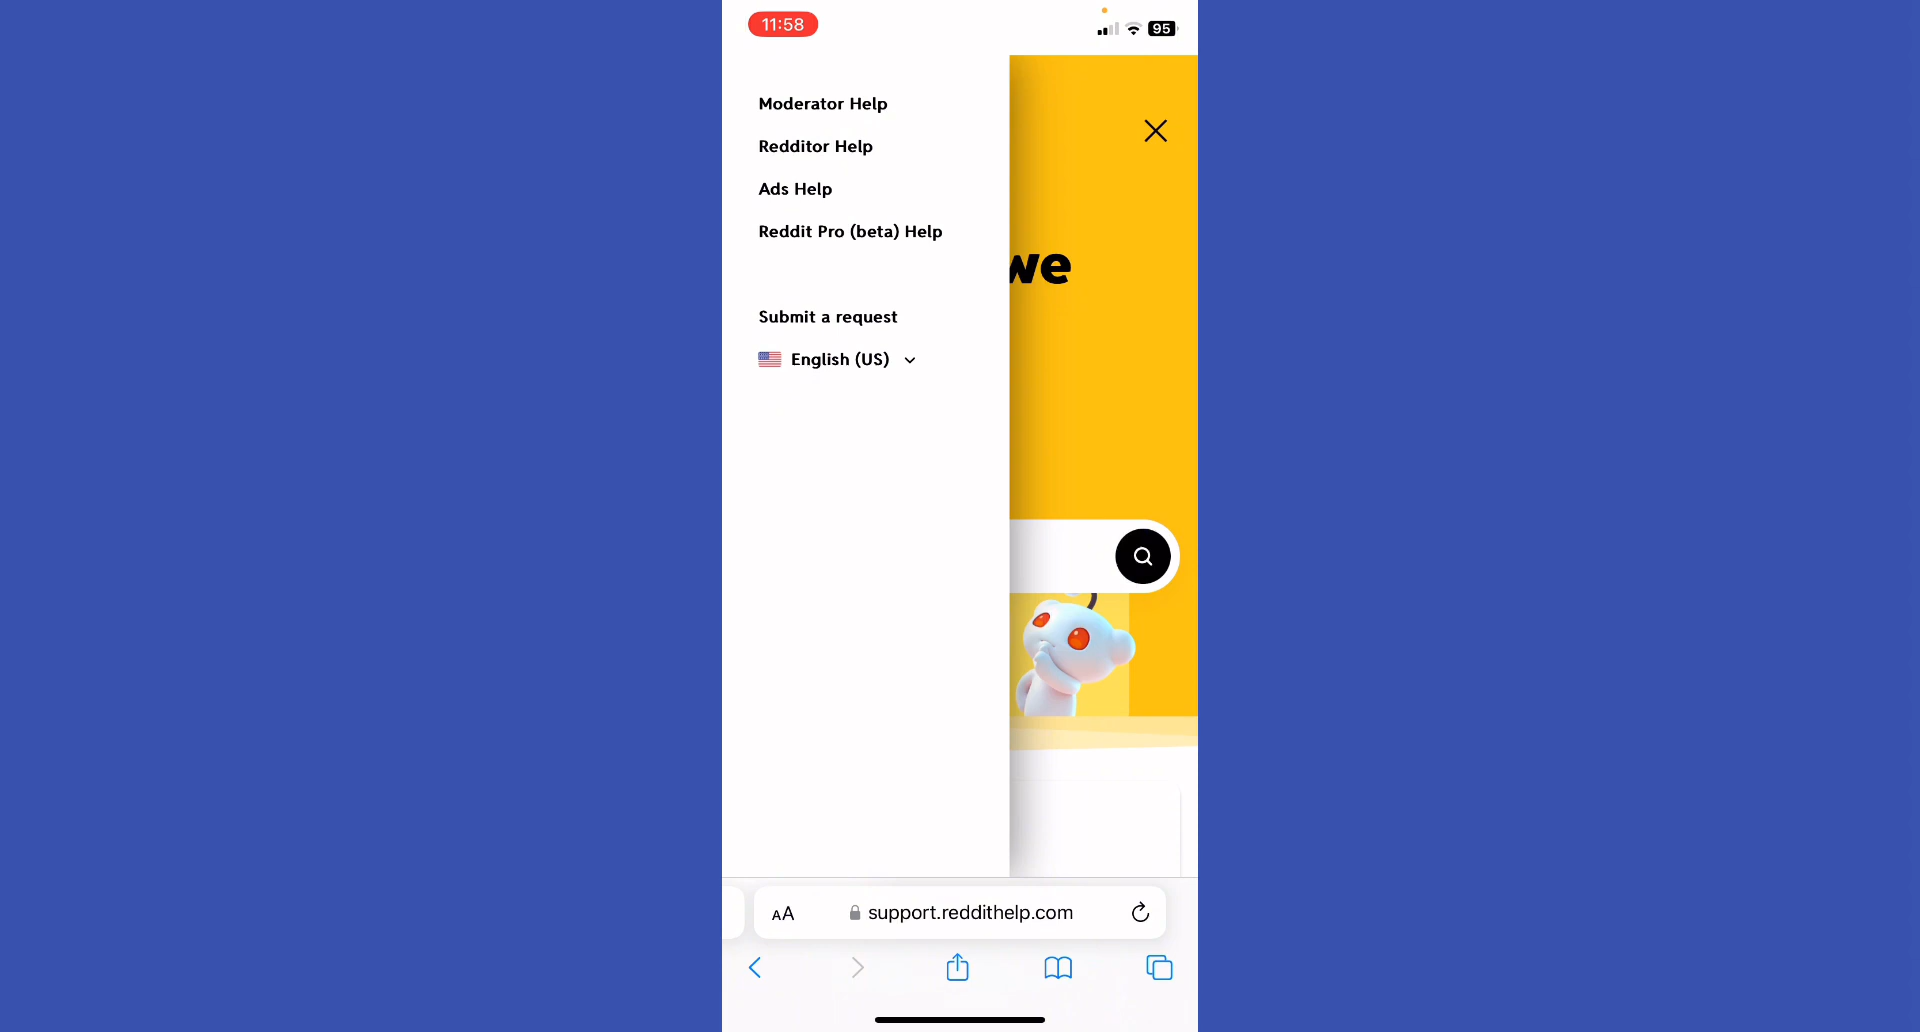 11:58
95
Moderator Help
Redditor Help
Ads Help
Reddit Pro (beta) Help
we
Submit a request
English (US)
AA
support.reddithelp.com